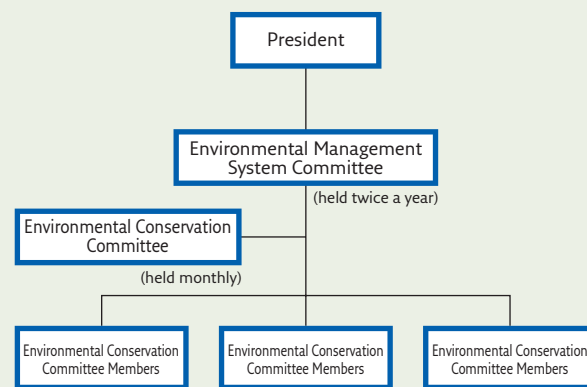 President
Environmental Management
System Committee
(held twice a year)
Environmental Conservation
Committee
(held monthly)
Environmental Conservation
Committee Members
Environmental Conservation
Committee Members
Environmental Conservation
Committee Members